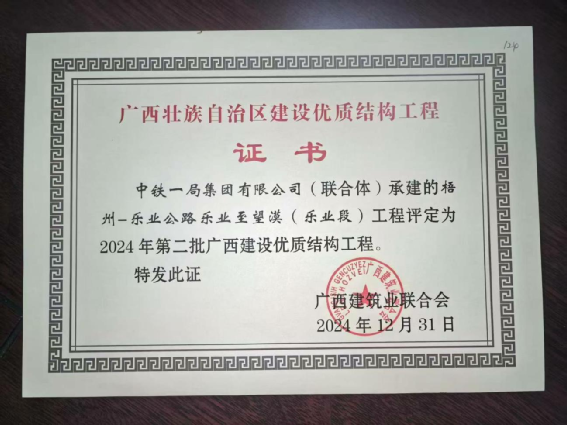 广西壮族自治区建设优质结构工程
证书
中铁一局集团有限公司（联合体）承建的梧
州-乐业公路乐业至望谟（乐业段）工程评定为
2024年第二批广西建设优质结构工程。
特发此证
广西建筑业联合会
2024年12月31日